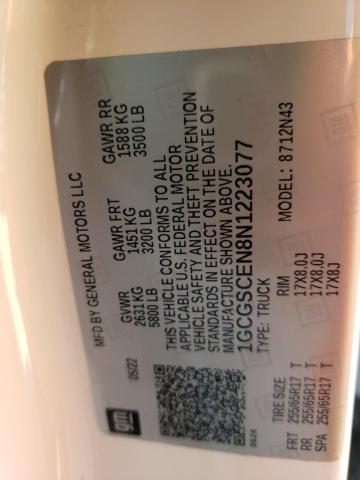 MFD BY GENERAL MOTORS LLC
05/22
GVWR
2631 KG
5800 LB
GAWR FRT
1451 KG
3200 LB
GAWR RR
1588 KG
3500 LB
gm
THIS VEHICLE CONFORMS TO ALL
APPLICABLE U.S. FEDERAL MOTOR
VEHICLE SAFETY AND THEFT PREVENTION
STANDARDS IN EFFECT ON THE DATE OF
MANUFACTURE SHOWN ABOVE.
1GCGSCEN8N1223077
TYPE: TRUCK
MODEL: 8712N43
8624
TIRE SIZE
RIM
FRT 255/65R17 T 17X8.0J
RR 255/65R17 T 17X8.0J
SPA 255/65R17 T 17X8J